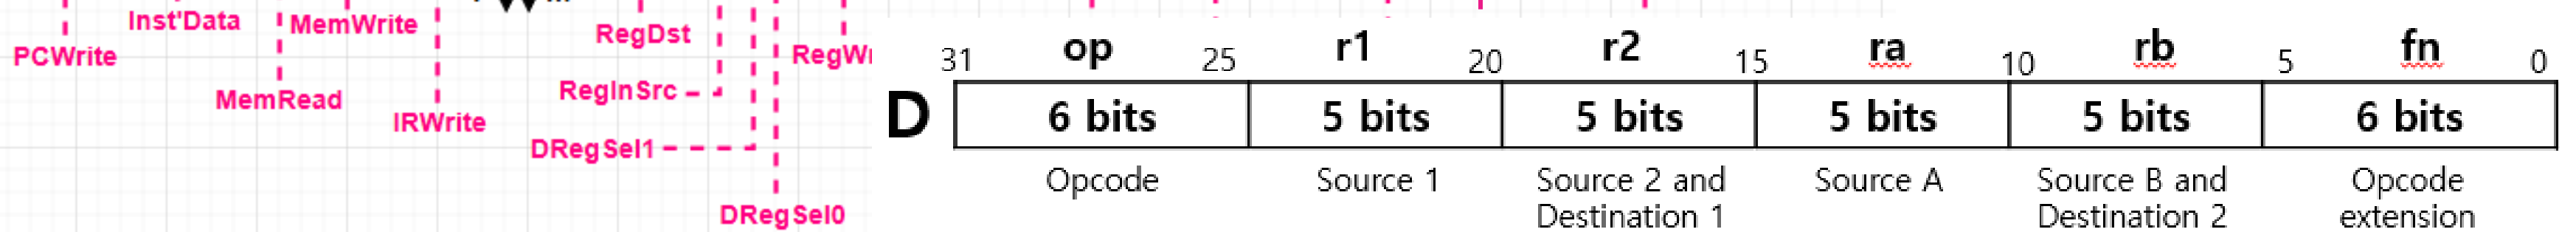 Inst'Data
MemWrite
PCWrite
RegDst
RegWr
RegInSrc
MemRead
IRWrite
DRegSel1
DRegSel0
op r1 r2 ra rb fn
31 25 20 15 10 5 0
D 6 bits 5 bits 5 bits 5 bits 5 bits 6 bits
Opcode Source 1 Source 2 and Source A Source B and Opcode
Destination 1 Destination 2 extension